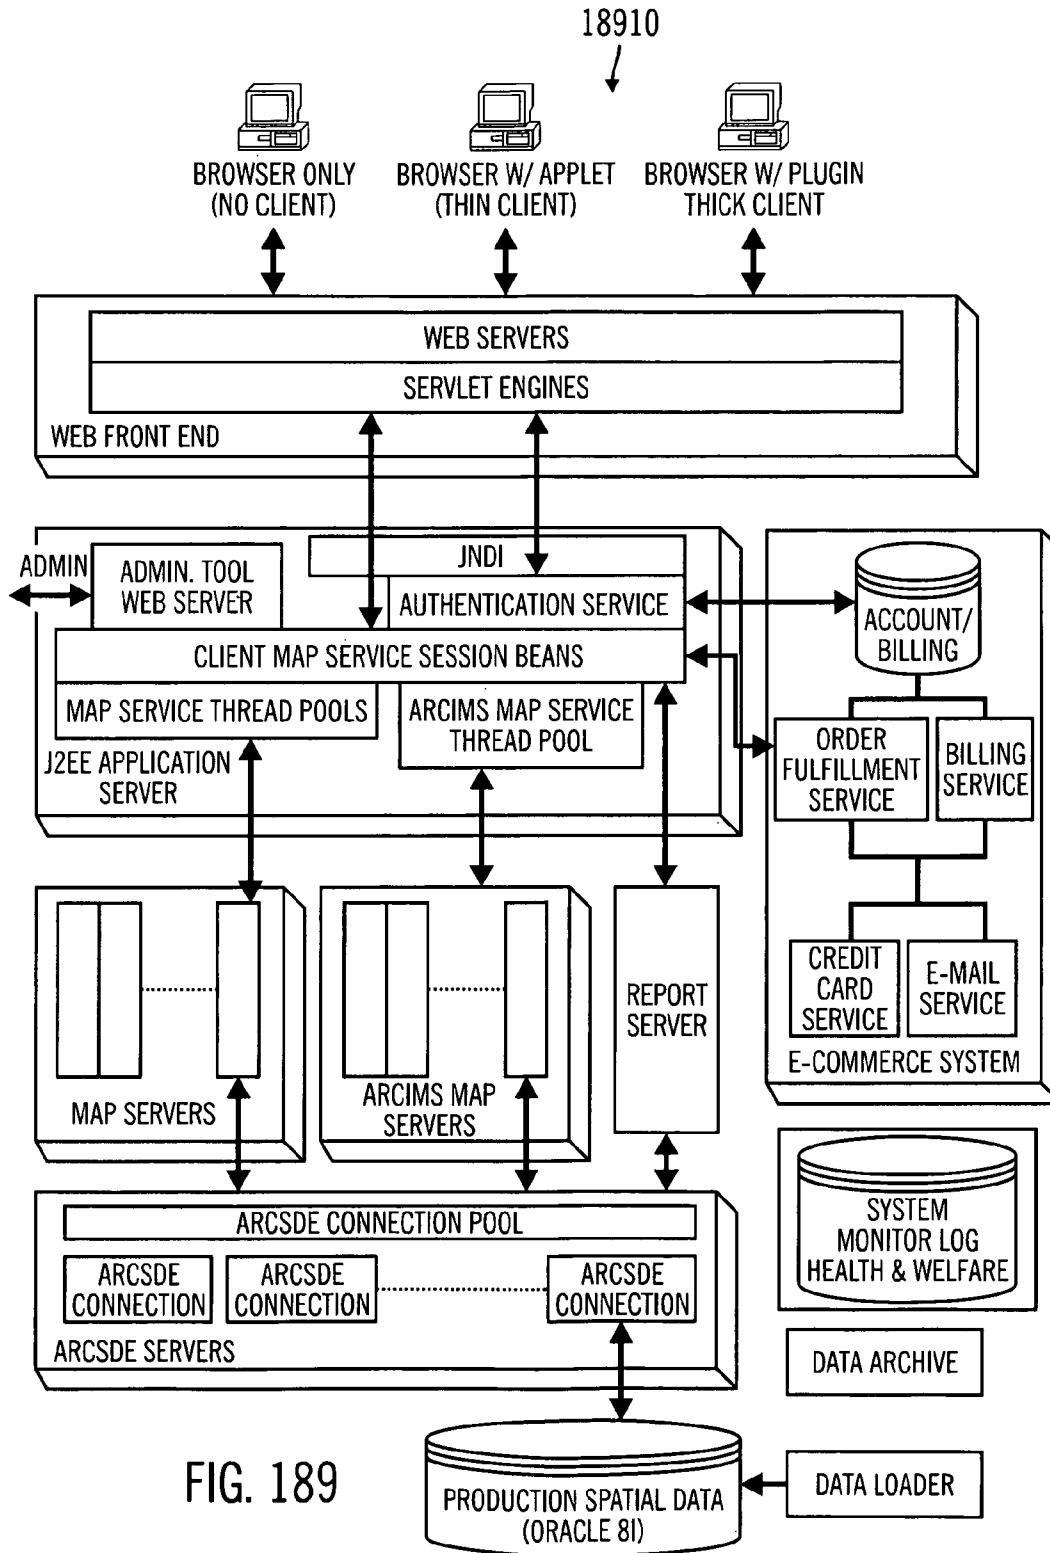 18910
BROWSER ONLY
(NO CLIENT)
BROWSER W/ APPLET
(THIN CLIENT)
BROWSER W/ PLUGIN
THICK CLIENT
WEB SERVERS
SERVLET ENGINES
WEB FRONT END
ADMIN
ADMIN. TOOL
WEB SERVER
JNDI
AUTHENTICATION SERVICE
CLIENT MAP SERVICE SESSION BEANS
MAP SERVICE THREAD POOLS
ARCIMS MAP SERVICE
THREAD POOL
J2EE APPLICATION
SERVER
ACCOUNT/
BILLING
ORDER
FULFILLMENT
SERVICE
BILLING
SERVICE
CREDIT
CARD
SERVICE
E-MAIL
SERVICE
E-COMMERCE SYSTEM
MAP SERVERS
ARCIMS MAP
SERVERS
REPORT
SERVER
ARCSDE CONNECTION POOL
ARCSDE
CONNECTION
ARCSDE
CONNECTION
ARCSDE
CONNECTION
ARCSDE SERVERS
SYSTEM
MONITOR LOG
HEALTH & WELFARE
DATA ARCHIVE
DATA LOADER
PRODUCTION SPATIAL DATA
(ORACLE 8I)
FIG. 189